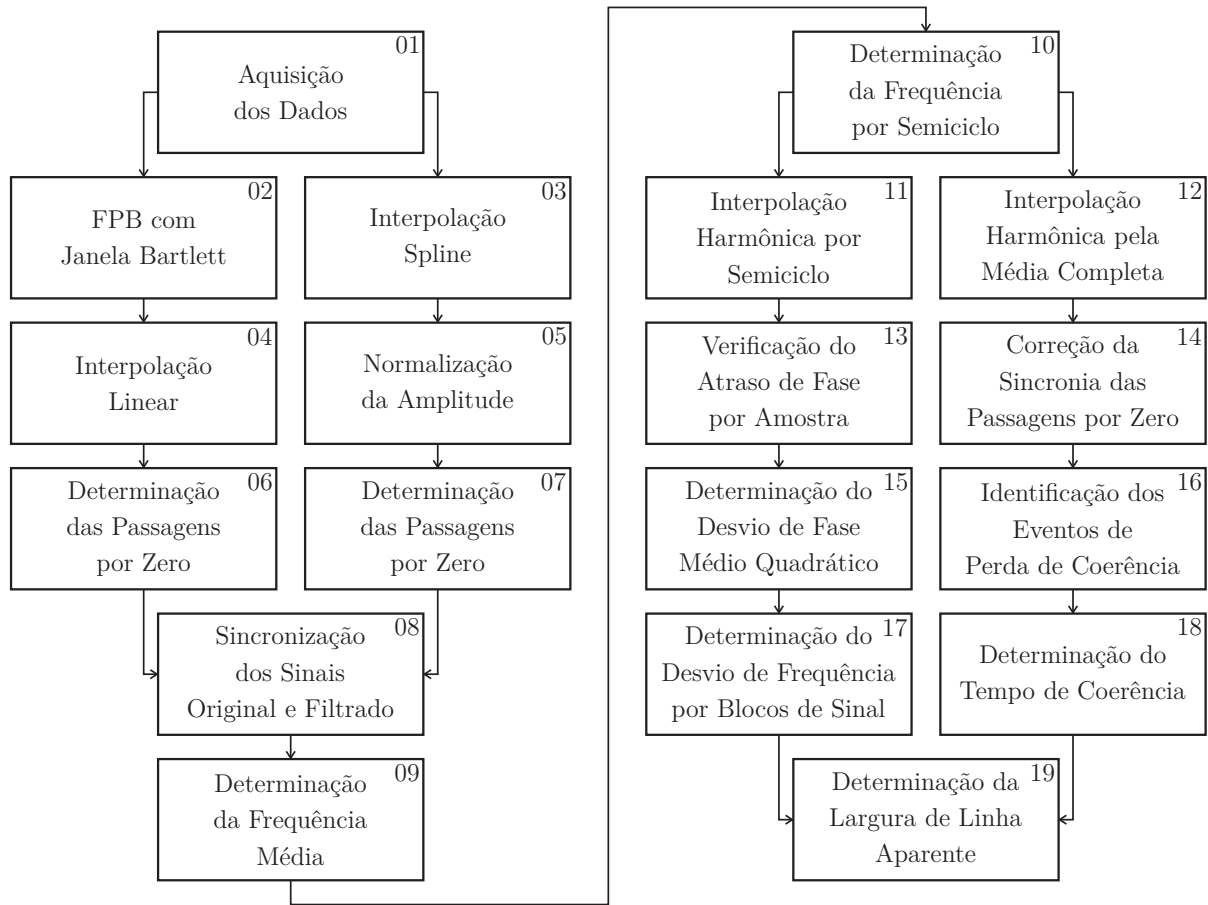 01
Aquisição
dos Dados
02
FPB com
Janela Bartlett
03
Interpolação
Spline
04
Interpolação
Linear
05
Normalização
da Amplitude
06
Determinação
das Passagens
por Zero
07
Determinação
das Passagens
por Zero
08
Sincronização
dos Sinais
Original e Filtrado
09
Determinação
da Frequência
Média
10
Determinação
da Frequência
por Semiciclo
11
Interpolação
Harmônica por
Semiciclo
12
Interpolação
Harmônica pela
Média Completa
13
Verificação do
Atraso de Fase
por Amostra
14
Correção da
Sincronia das
Passagens por Zero
15
Determinação do
Desvio de Fase
Médio Quadrático
16
Identificação dos
Eventos de
Perda de Coerência
17
Determinação do
Desvio de Frequência
por Blocos de Sinal
18
Determinação do
Tempo de Coerência
19
Determinação da
Largura de Linha
Aparente